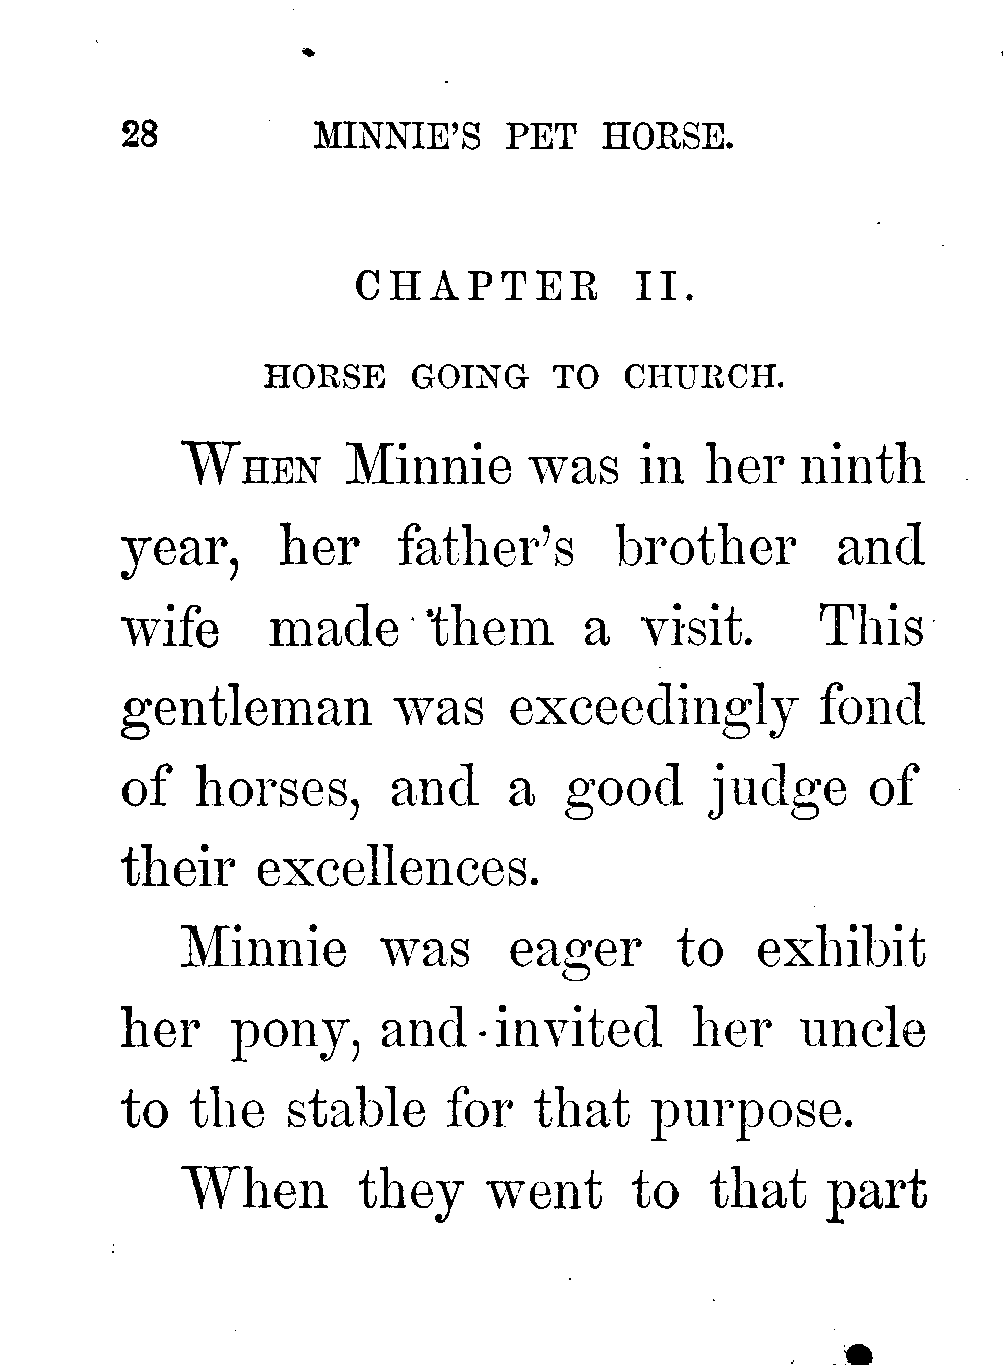 28 MINNIE'S PET HORSE.
CHAPTER II.
HORSE GOING TO CHURCH.
WHEN Minnie was in her ninth
year, her father's brother and
wife made them a visit. This
gentleman was exceedingly fond
of horses, and a good judge of
their excellences.
Minnie was eager to exhibit
her pony, and invited her uncle
to the stable for that purpose.
When they went to that part